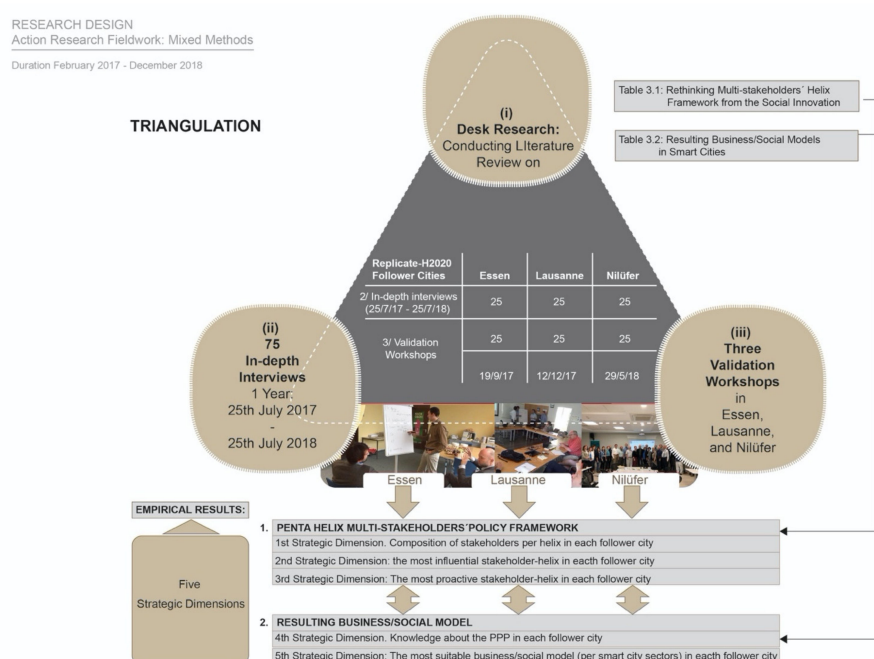 RESEARCH DESIGN
Action Research Fieldwork: Mixed Methods
Duration February 2017 - December 2018
TRIANGULATION
(i)
Desk Research:
Conducting LIterature
Review on
Table 3.1: Rethinking Multi-stakeholders´ Helix
Framework from the Social Innovation
Table 3.2: Resulting Business/Social Models
in Smart Cities
Replicate-H2020
Follower Cities Essen Lausanne Nilüfer
2/ In-depth interviews
(25/7/17 - 25/7/18) 25 25 25
3/ Validation
Workshops 25 25 25
19/9/17 12/12/17 29/5/18
(ii)
75
In-depth
Interviews
1 Year:
25th July 2017
-
25th July 2018
(iii)
Three
Validation
Workshops
in
Essen,
Lausanne,
and Nilüfer
Essen Lausanne Nilüfer
EMPIRICAL RESULTS:
Five
Strategic Dimensions
1. PENTA HELIX MULTI-STAKEHOLDERS´POLICY FRAMEWORK
1st Strategic Dimension. Composition of stakeholders per helix in each follower city
2nd Strategic Dimension: the most influential stakeholder-helix in eacth follower city
3rd Strategic Dimension: The most proactive stakeholder-helix in each follower city
2. RESULTING BUSINESS/SOCIAL MODEL
4th Strategic Dimension. Knowledge about the PPP in each follower city
5th Strategic Dimension: The most suitable business/social model (per smart city sectors) in eacth follower city